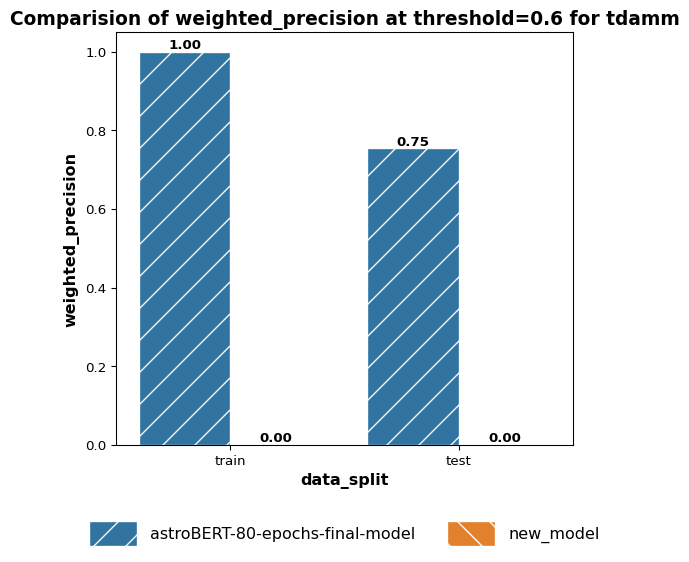 Comparision of weighted_precision at threshold=0.6 for tdamm
1.00
0.75
0.00
0.00
1.0
0.8
0.6
0.4
0.2
0.0
weighted_precision
train
test
data_split
astroBERT-80-epochs-final-model
new_model